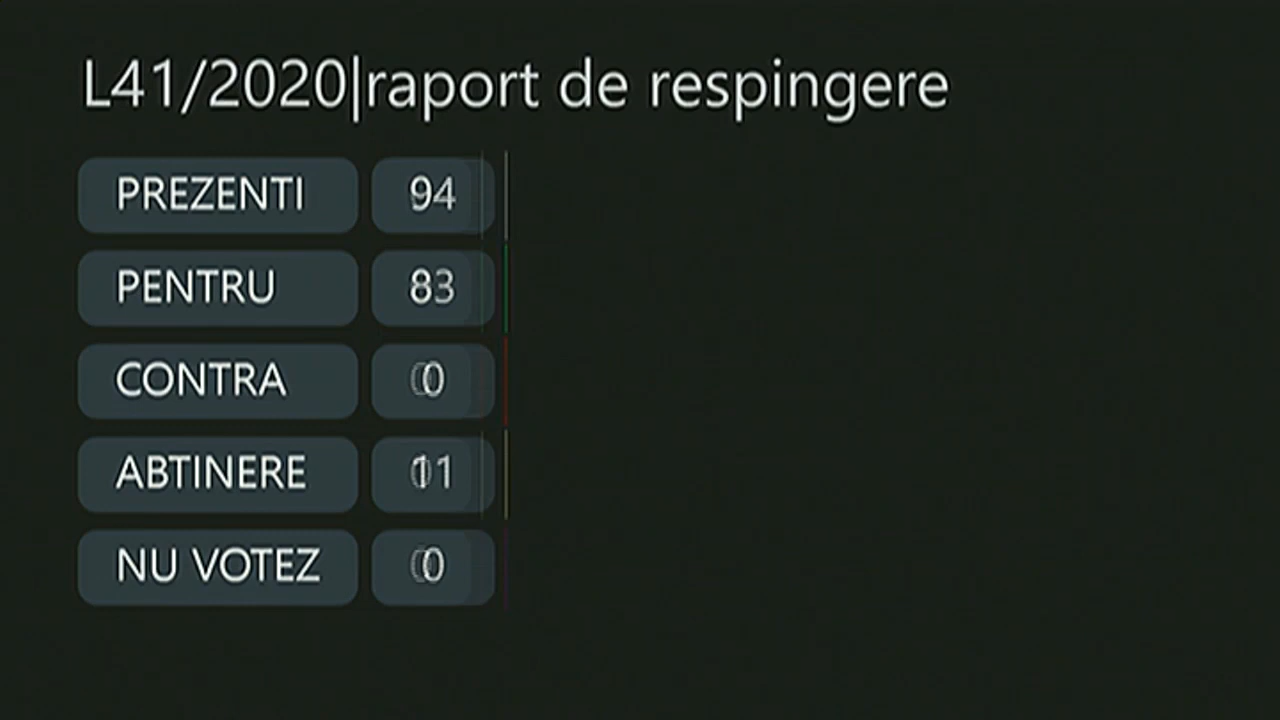 L41/2020|raport de respingere
PREZENTI 94
PENTRU 83
CONTRA 0
ABTINERE 11
NU VOTEZ 0